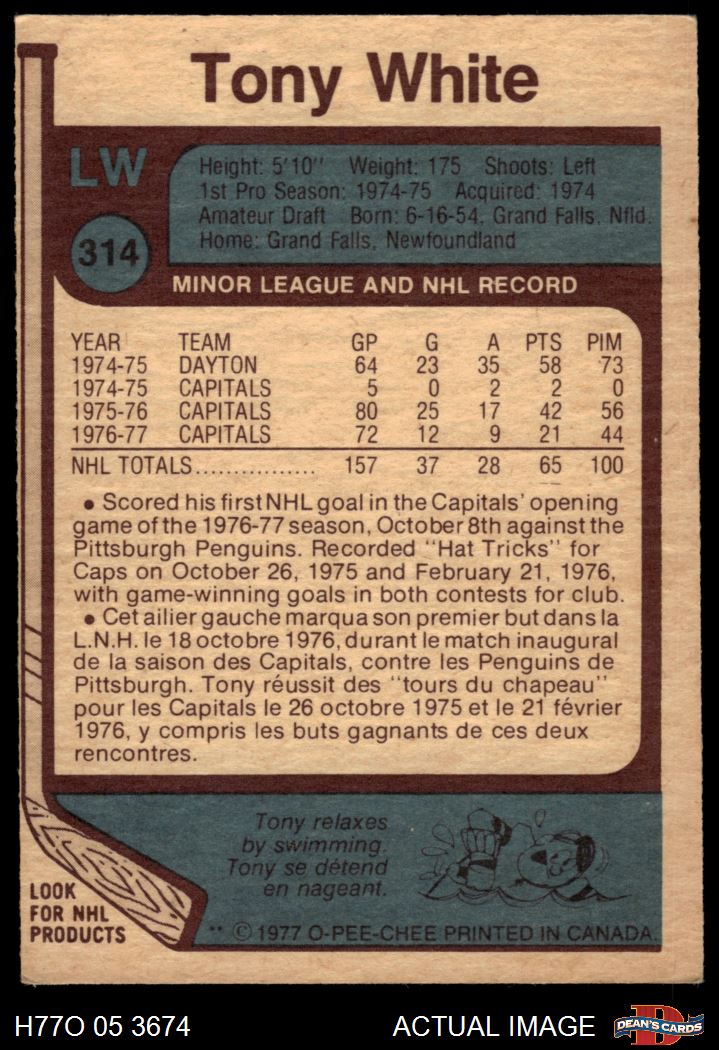 Tony White
LW
314
Height: 5'10" Weight: 175 Shoots: Left
1st Pro Season: 1974-75 Acquired: 1974
Amateur Draft Born: 6-16-54, Grand Falls, Nfld.
Home: Grand Falls, Newfoundland
MINOR LEAGUE AND NHL RECORD
YEAR TEAM GP G A PTS PIM
1974-75 DAYTON 64 23 35 58 73
1974-75 CAPITALS 5 0 2 2 0
1975-76 CAPITALS 80 25 17 42 56
1976-77 CAPITALS 72 12 9 21 44
NHL TOTALS................ 157 37 28 65 100
• Scored his first NHL goal in the Capitals' opening
game of the 1976-77 season, October 8th against the
Pittsburgh Penguins. Recorded "Hat Tricks" for
Caps on October 26, 1975 and February 21, 1976,
with game-winning goals in both contests for club.
• Cet ailier gauche marqua son premier but dans la
L.N.H. le 18 octobre 1976, durant le match inaugural
de la saison des Capitals, contre les Penguins de
Pittsburgh. Tony réussit des "tours du chapeau"
pour les Capitals le 26 octobre 1975 et le 21 février
1976, y compris les buts gagnants de ces deux
rencontres.
Tony relaxes
by swimming.
Tony se détend
en nageant.
LOOK
FOR NHL
PRODUCTS
** © 1977 O-PEE-CHEE PRINTED IN CANADA.
H77O 05 3674 ACTUAL IMAGE
D
DEAN'S CARDS